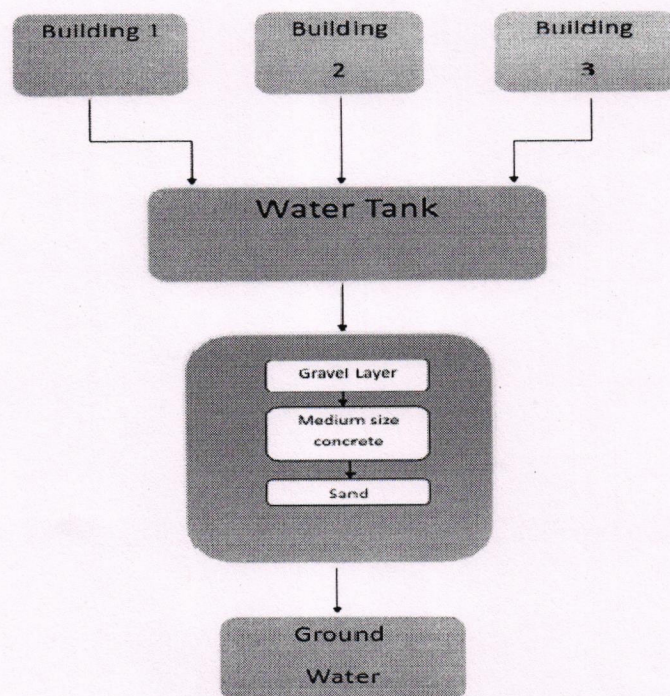 Building 1
Building
2
Building
3
Water Tank
Gravel Layer
Medium size
concrete
Sand
Ground
Water